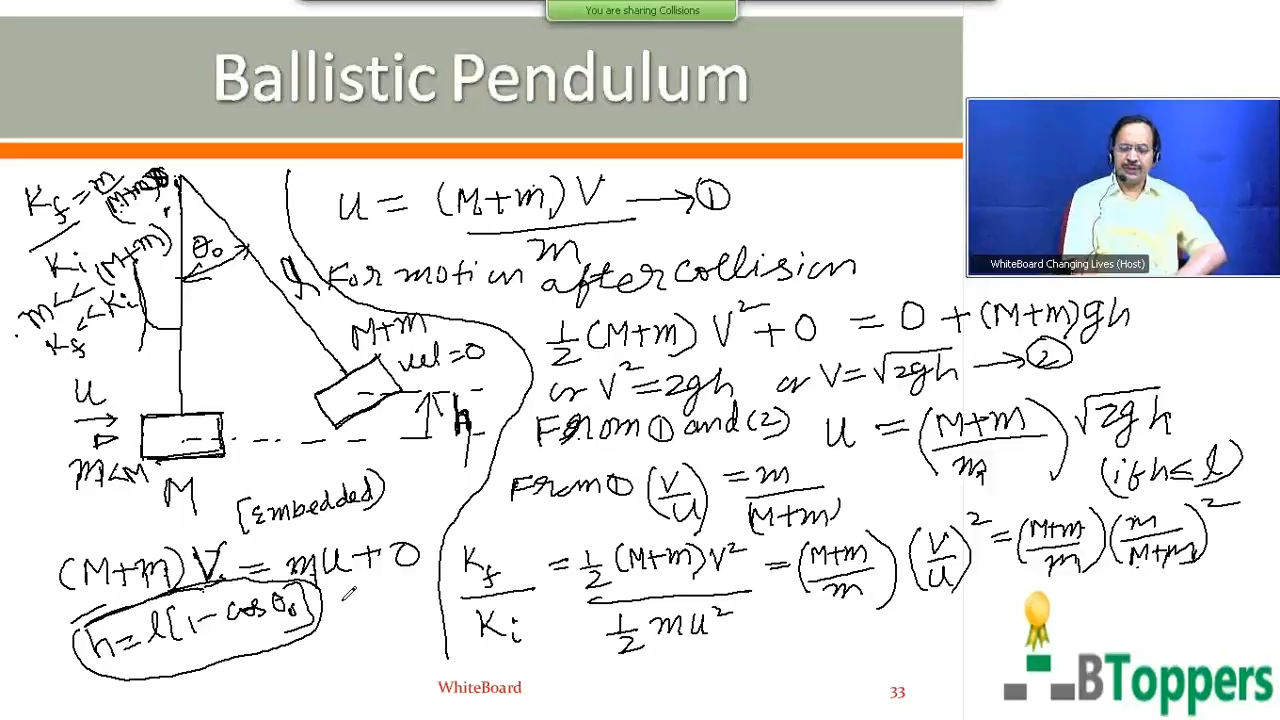 You are sharing Collisions
Ballistic Pendulum
WhiteBoard Changing Lives (Host)
K_f = m/(M+m)
K_i
m < (M+m)
K_f < K_i
θ₀
l
M+m
vel = 0
h
u
m<M
M
[Embedded)
(M+m) V = mu + 0
h = l[1 - cos θ₀]
u = (M+m) V / m → ①
For motion after collision
1/2 (M+m) V² + 0 = 0 + (M+m)gh
or V² = 2gh or V = √2gh → ②
From ① and (2) u = ((M+m)/m) √2gh
(if h ≤ l)
From ① (V/u) = m/(M+m)
K_f/K_i = 1/2 (M+m) V² / 1/2 mu² = ((M+m)/m) (V/u)² = ((M+m)/m) (m/(M+m))²
BToppers
WhiteBoard
33